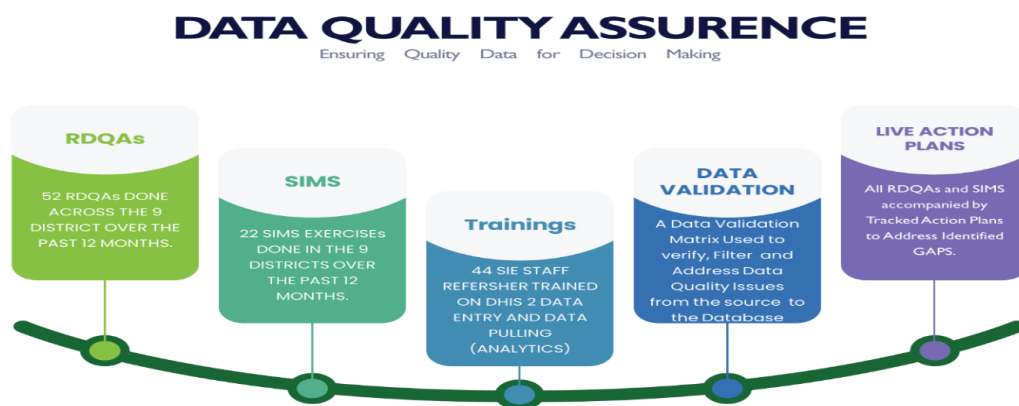 DATA QUALITY ASSURENCE
Ensuring Quality Data for Decision Making
RDQAs
52 RDQAs DONE
ACROSS THE 9
DISTRICT OVER THE
PAST 12 MONTHS.
SIMS
22 SIMS EXERCISEs
DONE IN THE 9
DISTRICTS OVER
THE PAST 12
MONTHS.
Trainings
44 SIE STAFF
REFERSHER TRAINED
ON DHIS 2 DATA
ENTRY AND DATA
PULLING
(ANALYTICS)
DATA
VALIDATION
A Data Validation
Matrix Used to
verify, Filter and
Address Data
Quality Issues
from the source to
the Database
LIVE ACTION
PLANS
All RDQAs and SIMS
accompanied by
Tracked Action Plans
to Address Identified
GAPS.